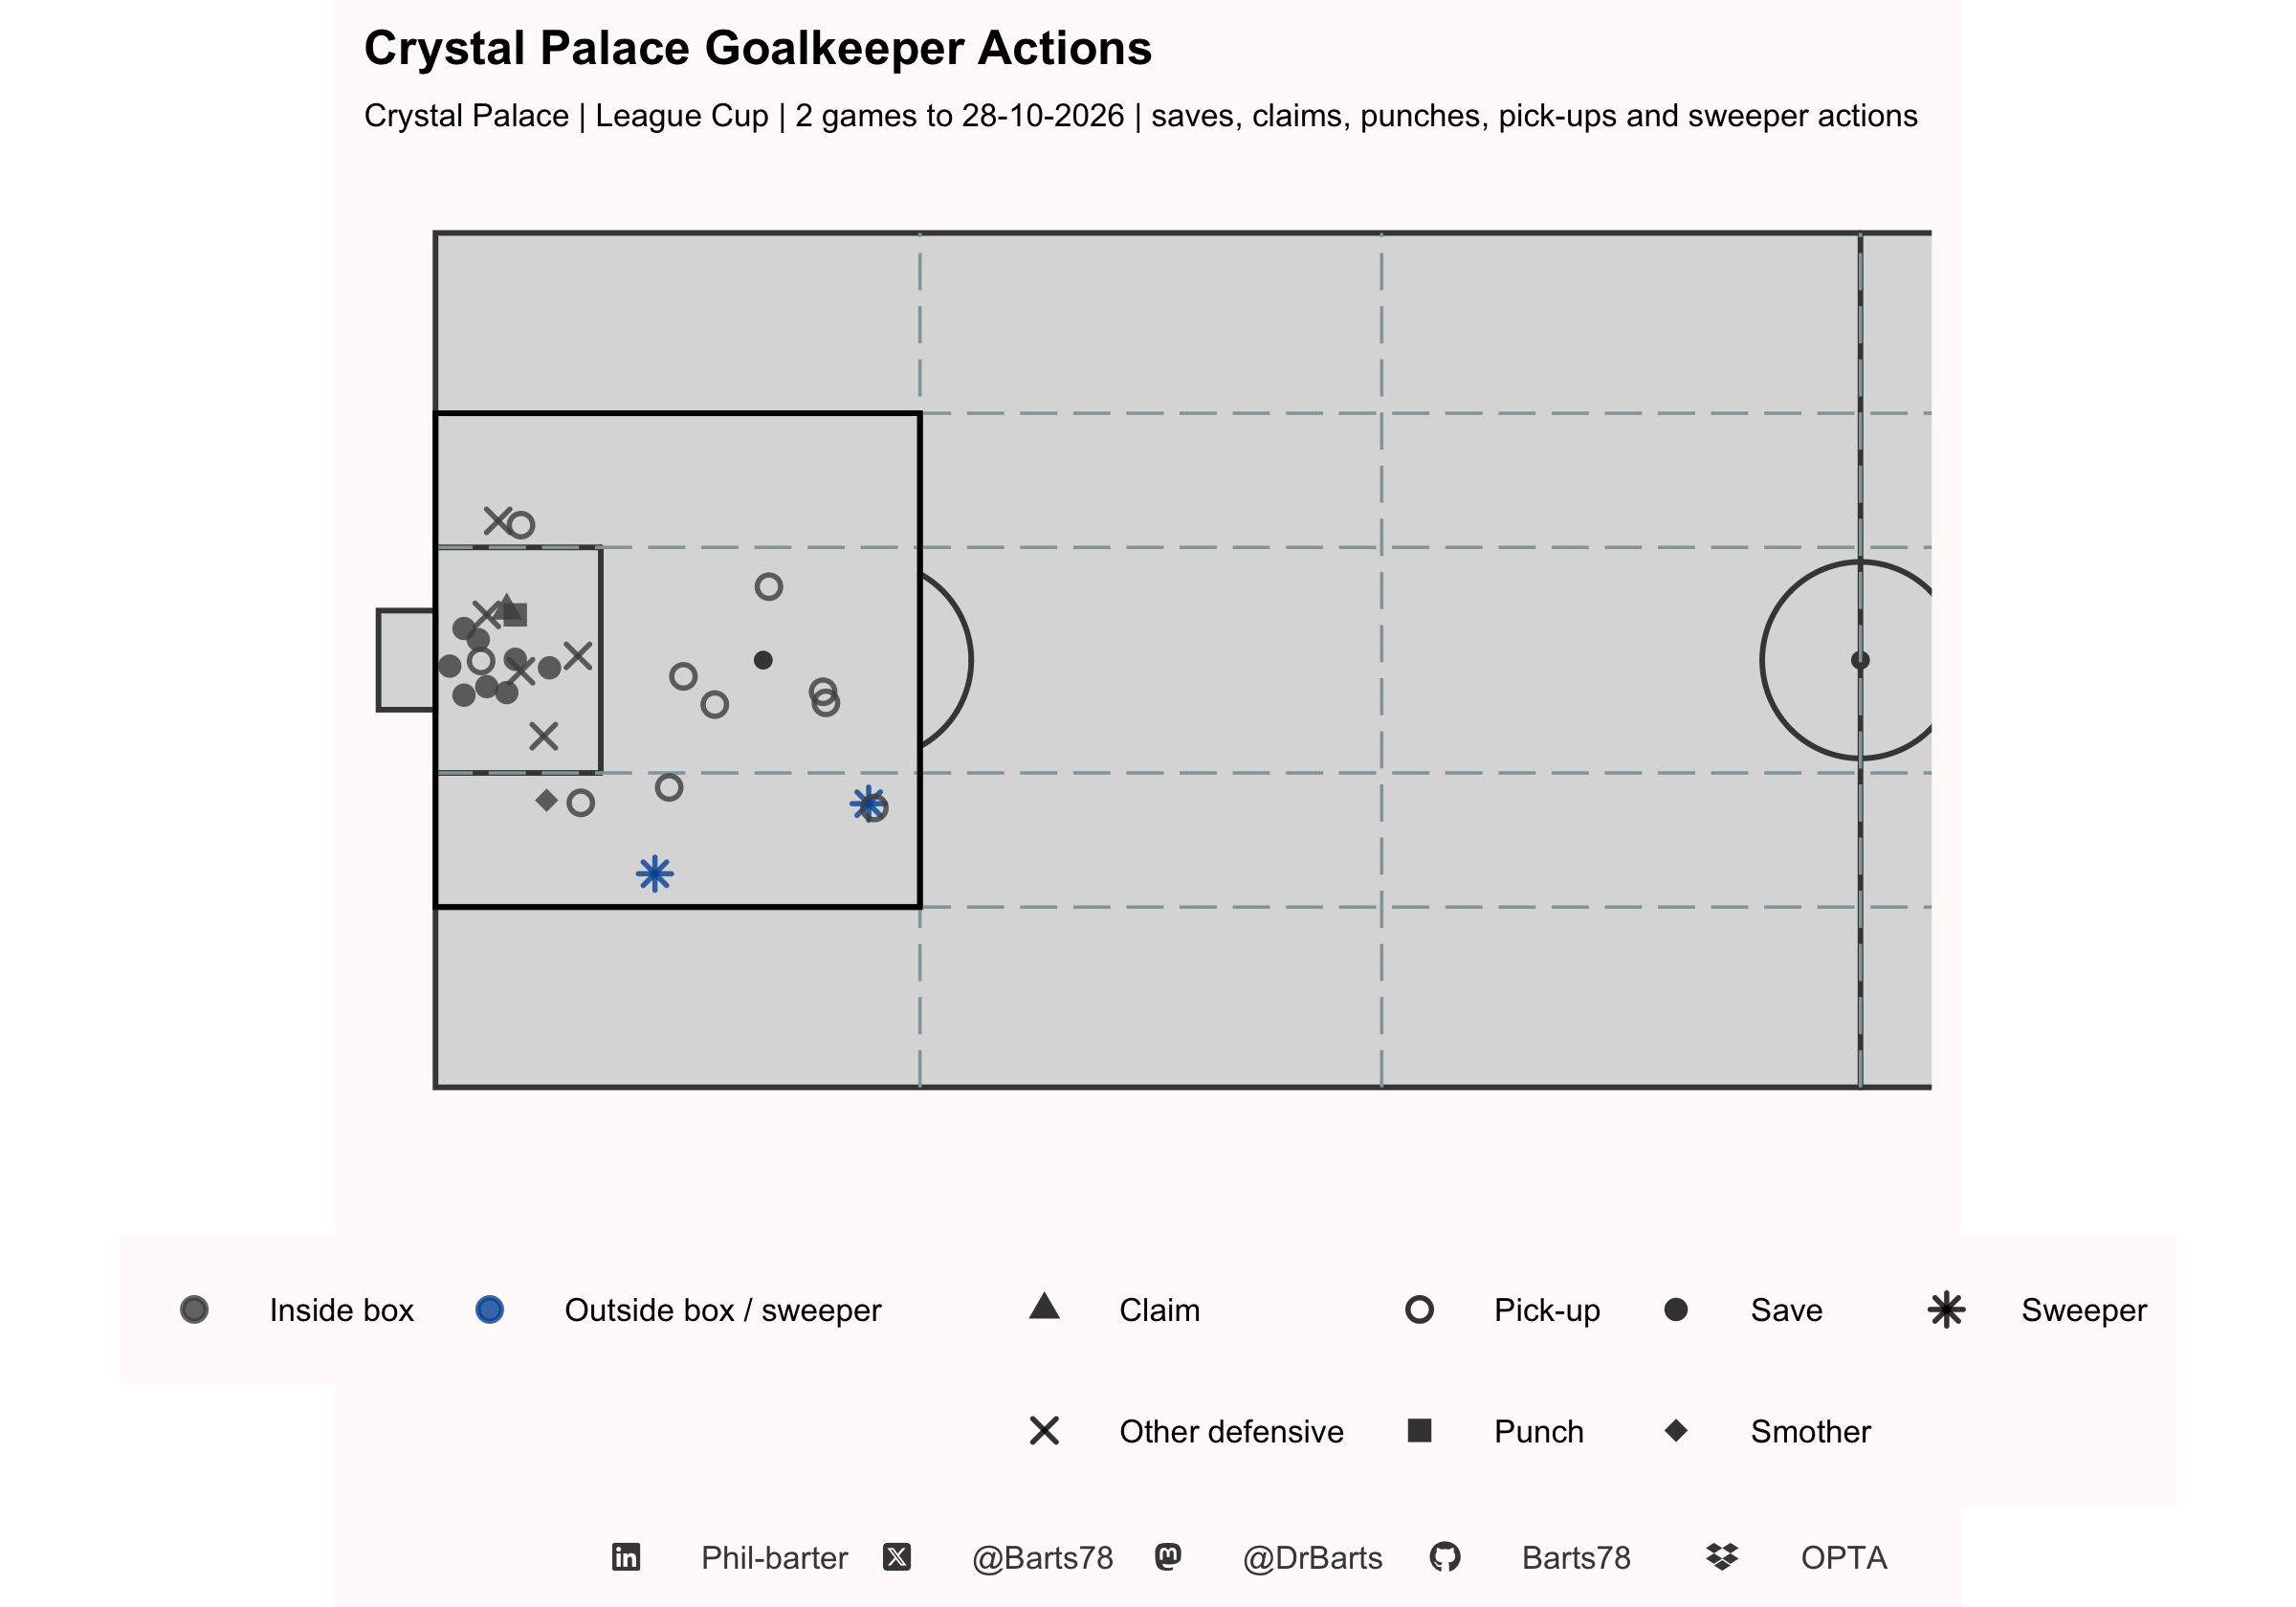 Crystal Palace Goalkeeper Actions
Crystal Palace | League Cup | 2 games to 28-10-2026 | saves, claims, punches, pick-ups and sweeper actions
Inside box Outside box / sweeper Claim Pick-up Save Sweeper
Other defensive Punch Smother
Phil-barter @Barts78 @DrBarts Barts78 OPTA